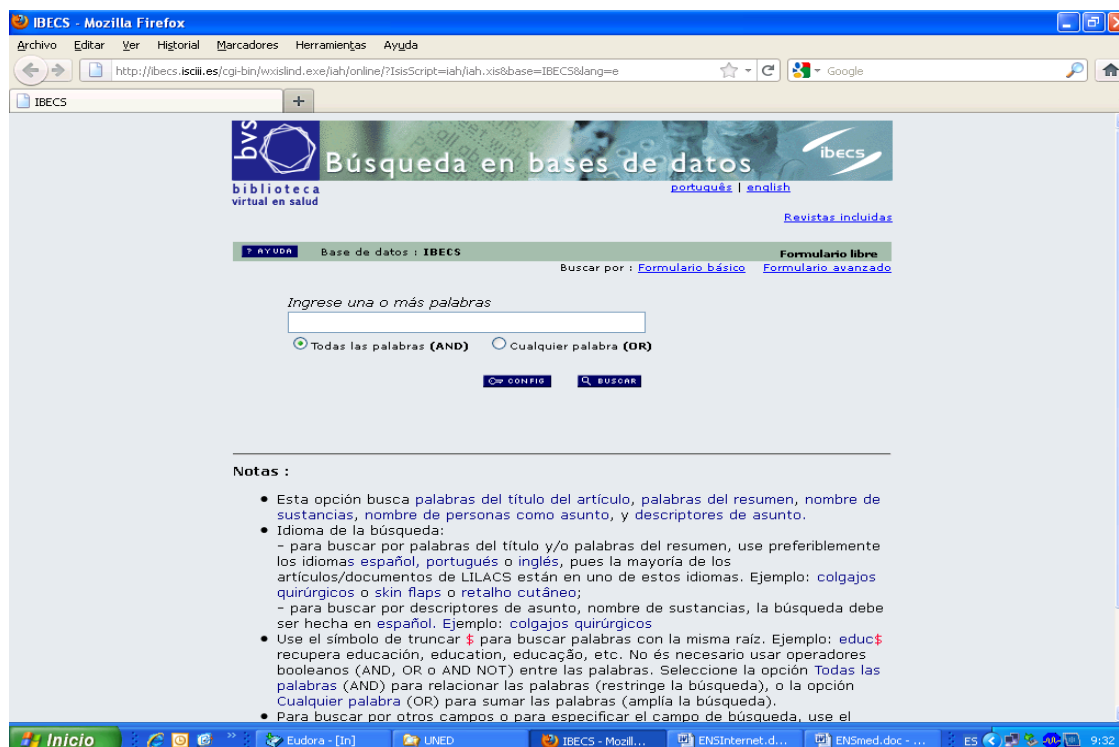 IBECS - Mozilla Firefox
Archivo Editar Ver Historial Marcadores Herramientas Ayuda
http://ibecs.isciii.es/cgi-bin/wxislind.exe/iah/online/?IsisScript=iah/iah.xis&base=IBECS&lang=e Google
IBECS +
bvs
Búsqueda en bases de datos
ibecs
biblioteca
virtual en salud
português | english
Revistas incluidas
? AYUDA Base de datos : IBECS Formulario libre
Buscar por : Formulario básico Formulario avanzado
Ingrese una o más palabras
Todas las palabras (AND) Cualquier palabra (OR)
CONFIG BUSCAR
Notas :
• Esta opción busca palabras del título del artículo, palabras del resumen, nombre de
sustancias, nombre de personas como asunto, y descriptores de asunto.
• Idioma de la búsqueda:
- para buscar por palabras del título y/o palabras del resumen, use preferiblemente
los idiomas español, portugués o inglés, pues la mayoría de los
artículos/documentos de LILACS están en uno de estos idiomas. Ejemplo: colgajos
quirúrgicos o skin flaps o retalho cutâneo;
- para buscar por descriptores de asunto, nombre de sustancias, la búsqueda debe
ser hecha en español. Ejemplo: colgajos quirúrgicos
• Use el símbolo de truncar $ para buscar palabras con la misma raíz. Ejemplo: educ$
recupera educación, education, educação, etc. No és necesario usar operadores
booleanos (AND, OR o AND NOT) entre las palabras. Seleccione la opción Todas las
palabras (AND) para relacionar las palabras (restringe la búsqueda), o la opción
Cualquier palabra (OR) para sumar las palabras (amplía la búsqueda).
• Para buscar por otros campos o para especificar el campo de búsqueda, use el
Inicio » Eudora - [In] UNED IBECS - Mozill... ENSInternet.d... ENSmed.doc - ... ES 9:32